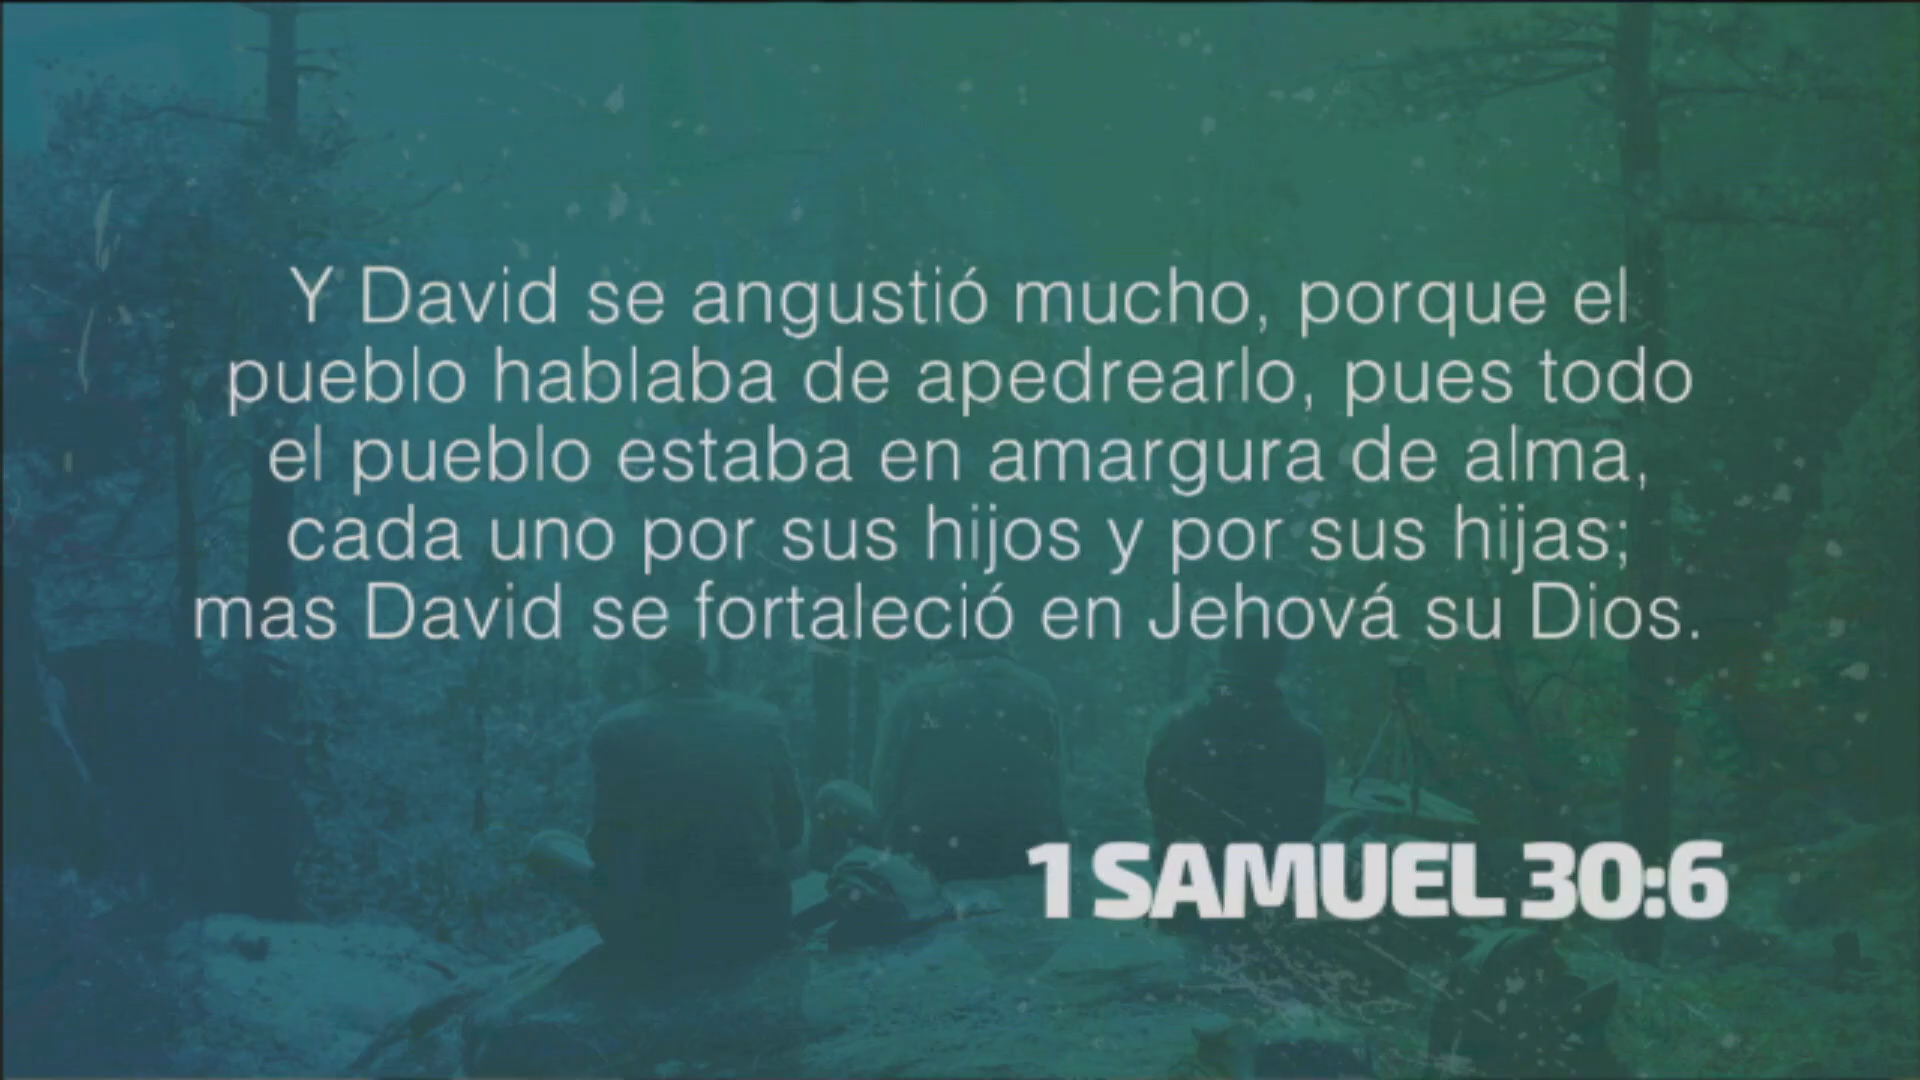 Y David se angustió mucho, porque el
pueblo hablaba de apedrearlo, pues todo
el pueblo estaba en amargura de alma,
cada uno por sus hijos y por sus hijas;
mas David se fortaleció en Jehová su Dios.
1 SAMUEL 30:6